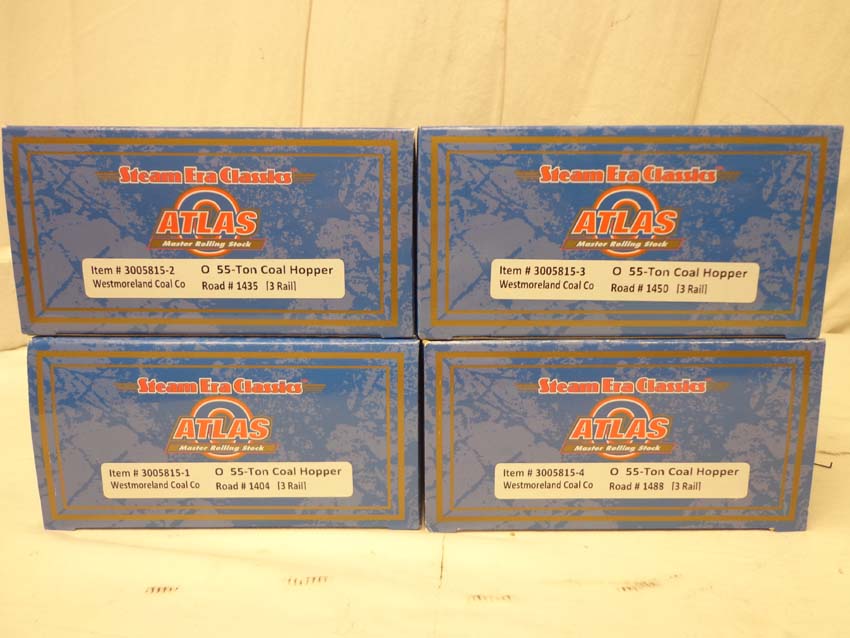 Steam Era Classics
ATLAS
Master Rolling Stock
Item # 3005815-2 O 55-Ton Coal Hopper
Westmoreland Coal Co Road # 1435 [3 Rail]
Steam Era Classics
ATLAS
Master Rolling Stock
Item # 3005815-3 O 55-Ton Coal Hopper
Westmoreland Coal Co Road # 1450 [3 Rail]
Steam Era Classics
ATLAS
Master Rolling Stock
Item # 3005815-1 O 55-Ton Coal Hopper
Westmoreland Coal Co Road # 1404 [3 Rail]
Steam Era Classics
ATLAS
Master Rolling Stock
Item # 3005815-4 O 55-Ton Coal Hopper
Westmoreland Coal Co Road # 1488 [3 Rail]